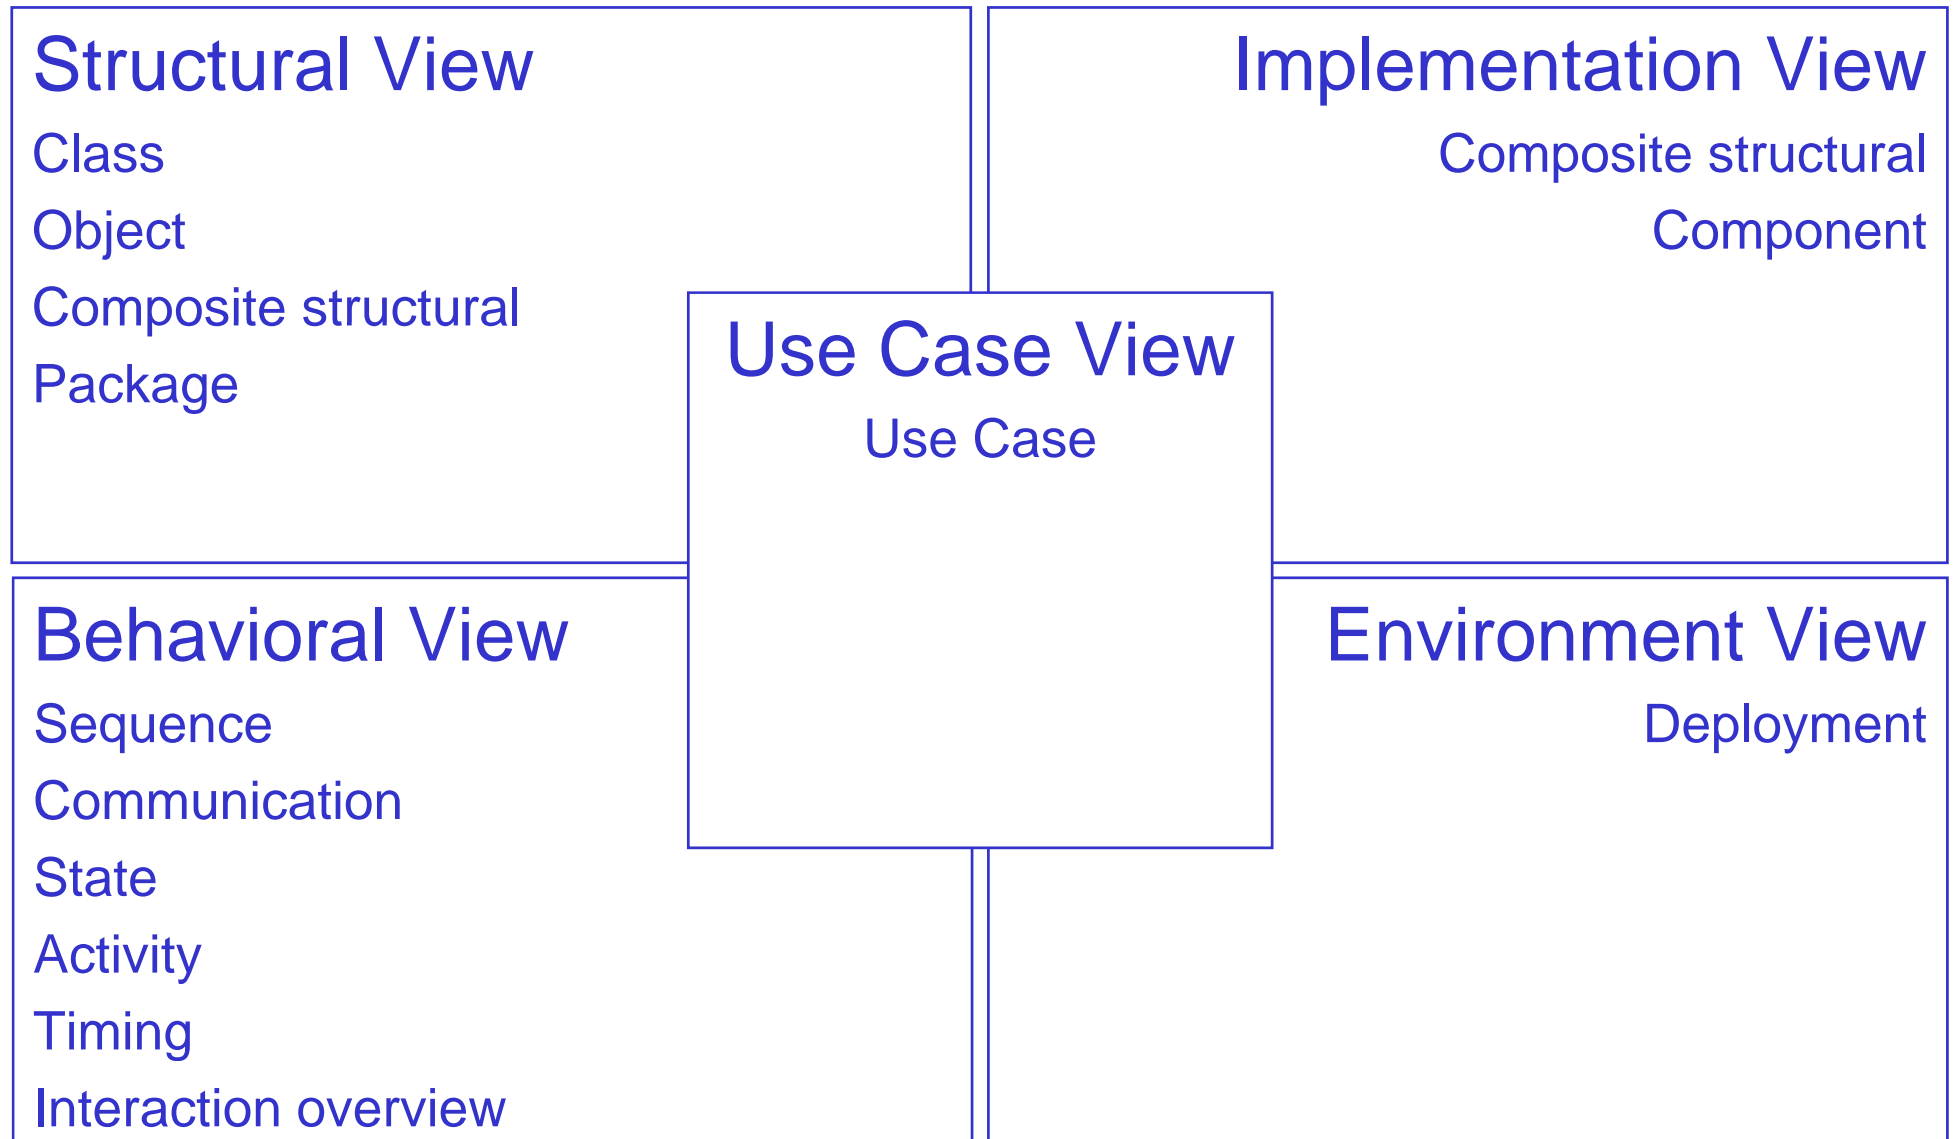 Structural View
Class
Object
Composite structural
Package
Implementation View
Composite structural
Component
Use Case View
Use Case
Behavioral View
Sequence
Communication
State
Activity
Timing
Interaction overview
Environment View
Deployment